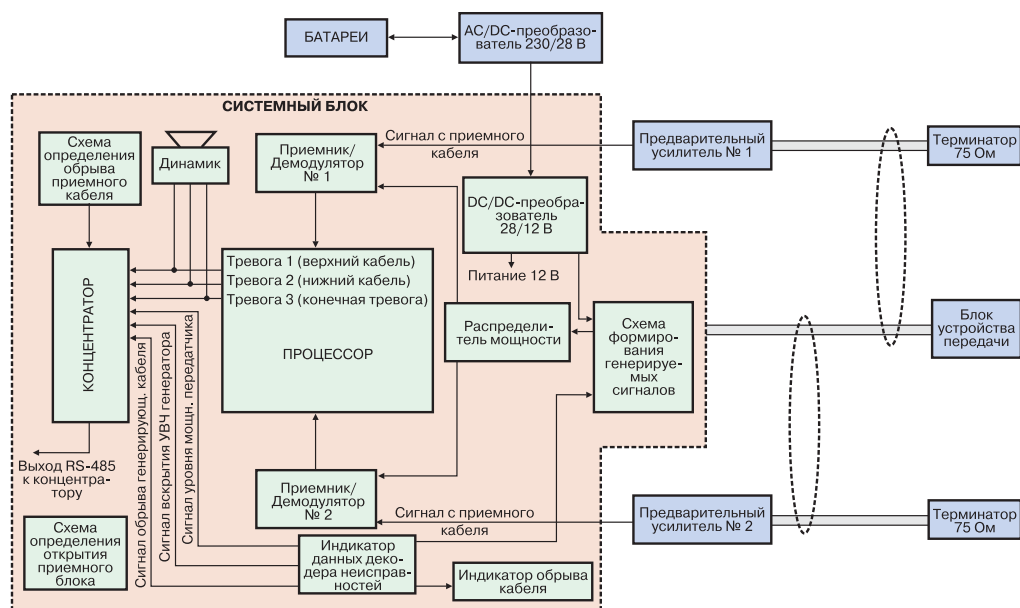 БАТАРЕИ
AC/DC-преобразо-
ватель 230/28 В
СИСТЕМНЫЙ БЛОК
Схема
определения
обрыва
приемного
кабеля
Динамик
Приемник/
Демодулятор
№ 1
Сигнал с приемного
кабеля
Предварительный
усилитель № 1
Терминатор
75 Ом
DC/DC-преобра-
зователь
28/12 В
Питание 12 В
КОНЦЕНТРАТОР
Тревога 1 (верхний кабель)
Тревога 2 (нижний кабель)
Тревога 3 (конечная тревога)
ПРОЦЕССОР
Распредели-
тель мощности
Схема
формирования
генерируе-
мых
сигналов
Блок
устройства
передачи
Выход RS-485
к концентра-
тору
Сигнал обрыва генерирующ. кабеля
Сигнал вскрытия УВЧ генератора
Сигнал уровня мощн. передатчика
Приемник/
Демодулятор
№ 2
Сигнал с приемного
кабеля
Предварительный
усилитель № 2
Терминатор
75 Ом
Схема
определения
открытия
приемного
блока
Индикатор
данных деко-
дера неисправ-
ностей
Индикатор обрыва
кабеля